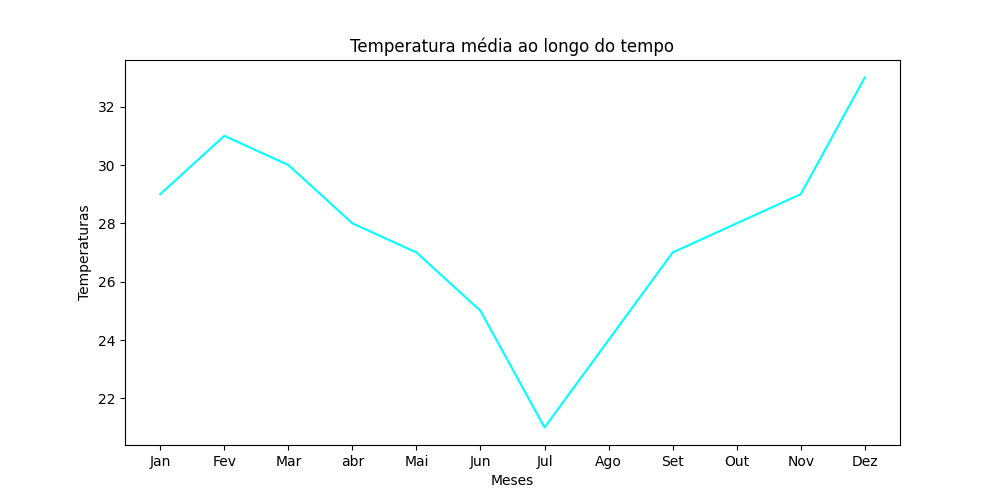 Temperatura média ao longo do tempo
Temperaturas
32
30
28
26
24
22
Jan Fev Mar abr Mai Jun Jul Ago Set Out Nov Dez
Meses